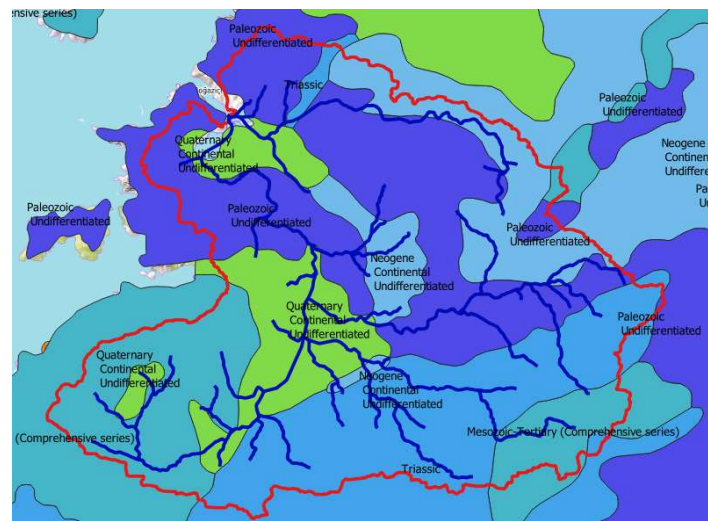 ensive series)
Paleozoic
Undifferentiated
oğaziçi
Triassic
Paleozoic
Undifferentiated
Quaternary
Continental
Undifferentiated
Neogene
Continen
Undiffere
Pa
Un
Paleozoic
Undifferentiated
Paleozoic
Undifferentiated
Paleozoic
Undifferentiated
Neogene
Continental
Undifferentiated
Quaternary
Continental
Undifferentiated
Paleozoic
Undifferentiated
Quaternary
Continental
Undifferentiated
Neogene
Continental
Undifferentiated
(Comprehensive series)
Mesozoic-Tertiary (Comprehensive series)
Triassic